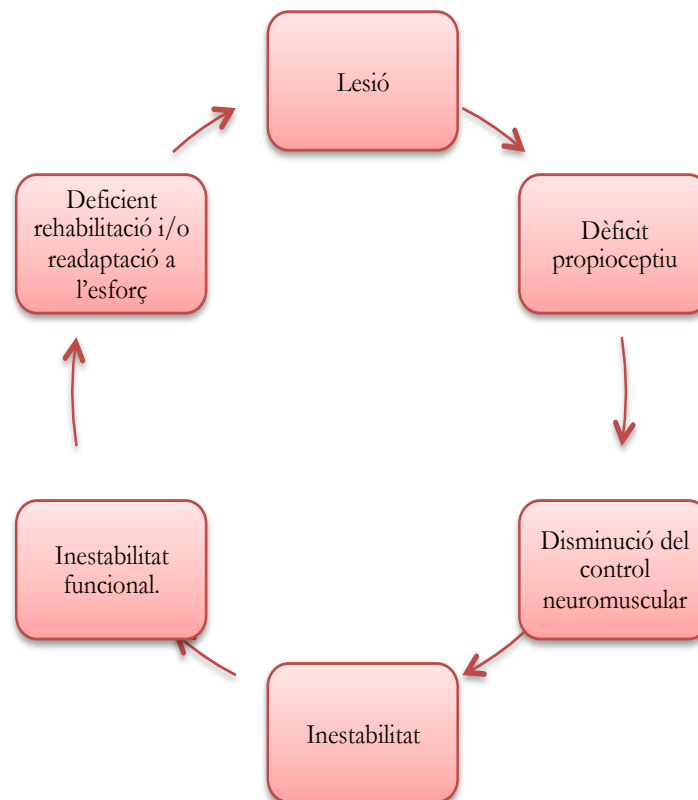 Lesió
Dèficit
propioceptiu
Disminució del
control
neuromuscular
Inestabilitat
Inestabilitat
funcional.
Deficient
rehabilitació i/o
readaptació a
l'esforç